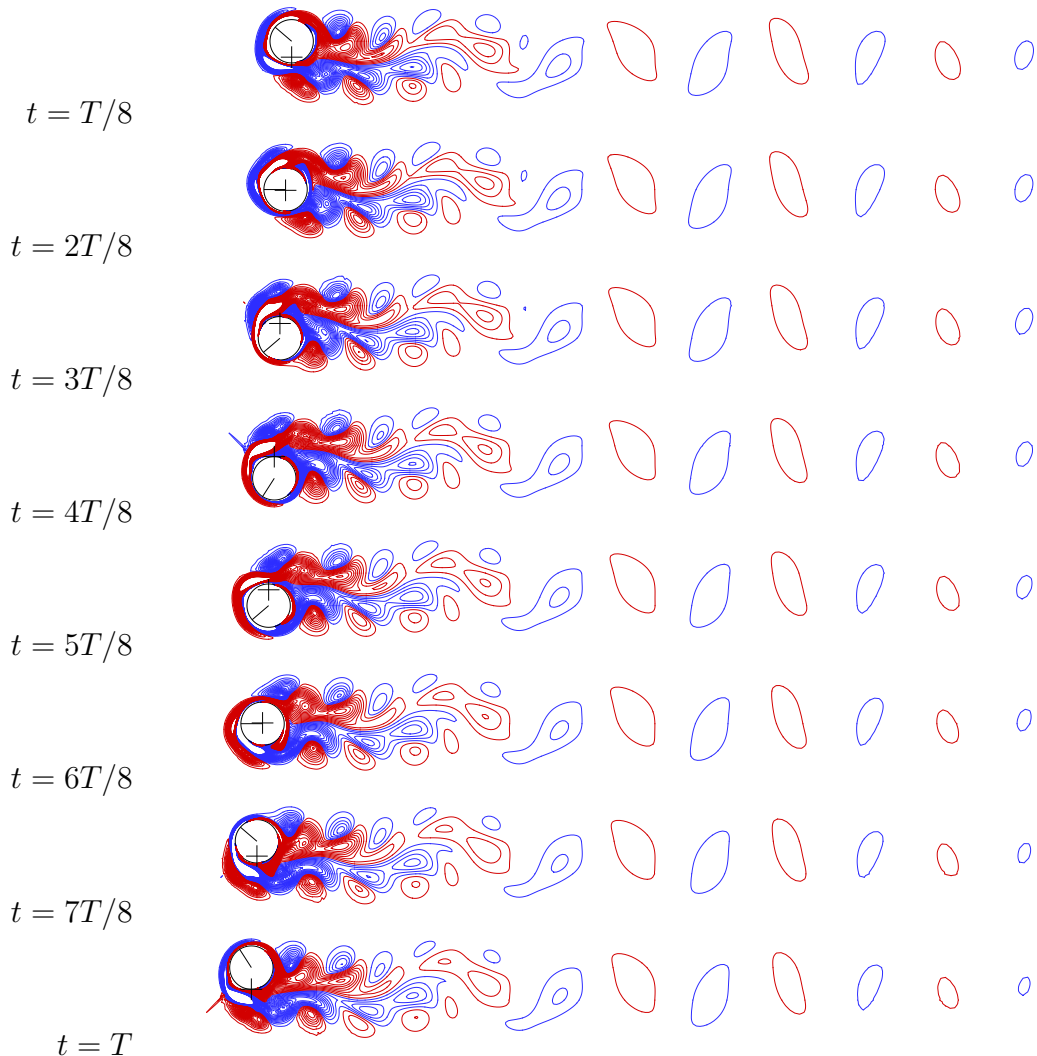 t = T/8
t = 2T/8
t = 3T/8
t = 4T/8
t = 5T/8
t = 6T/8
t = 7T/8
t = T